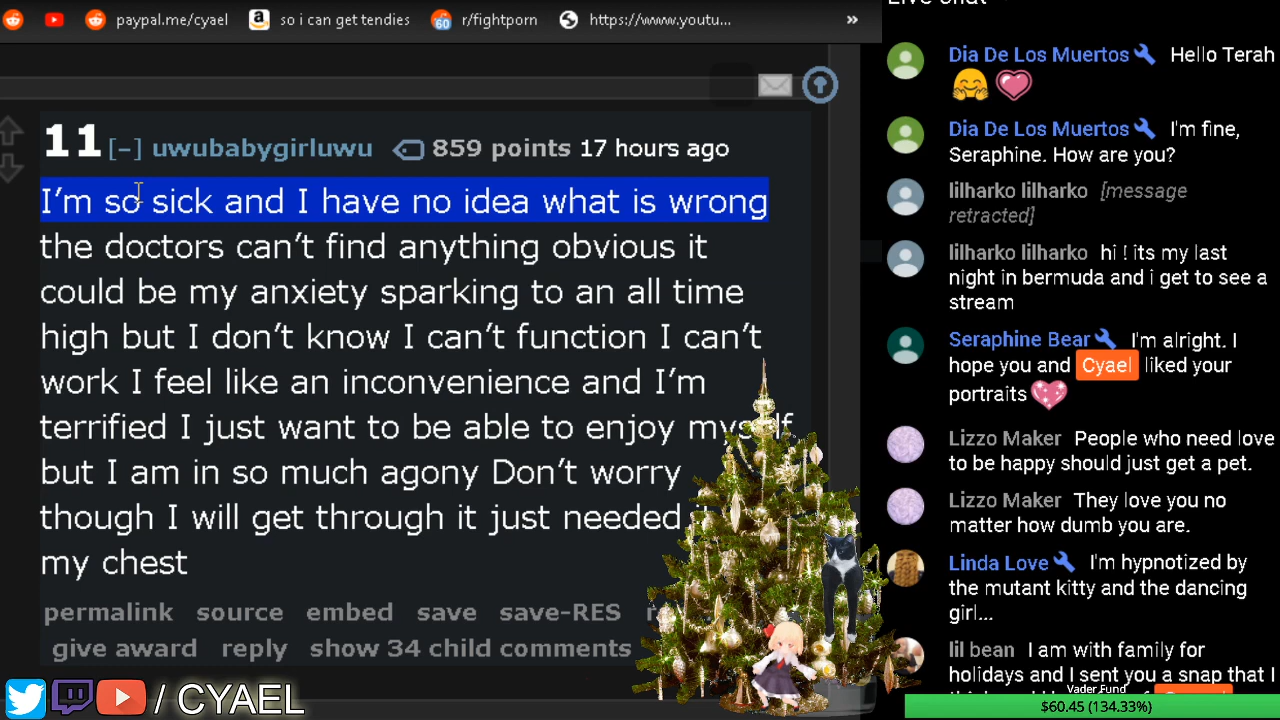 paypal.me/cyael so i can get tendies 60 r/fightporn https://www.youtu... »
11 [–] uwubabygirluwu 859 points 17 hours ago
I’m so sick and I have no idea what is wrong
the doctors can’t find anything obvious it
could be my anxiety sparking to an all time
high but I don’t know I can’t function I can’t
work I feel like an inconvenience and I’m
terrified I just want to be able to enjoy myself
but I am in so much agony Don’t worry
though I will get through it just needed
my chest
permalink source embed save save-RES
give award reply show 34 child comments
/ CYAEL
Live chat
Dia De Los Muertos Hello Terah
Dia De Los Muertos I'm fine,
Seraphine. How are you?
lilharko lilharko [message
retracted]
lilharko lilharko hi ! its my last
night in bermuda and i get to see a
stream
Seraphine Bear I'm alright. I
hope you and Cyael liked your
portraits
Lizzo Maker People who need love
to be happy should just get a pet.
Lizzo Maker They love you no
matter how dumb you are.
Linda Love I'm hypnotized by
the mutant kitty and the dancing
girl...
lil bean I am with family for
holidays and I sent you a snap that I
Vader Fund
$60.45 (134.33%)